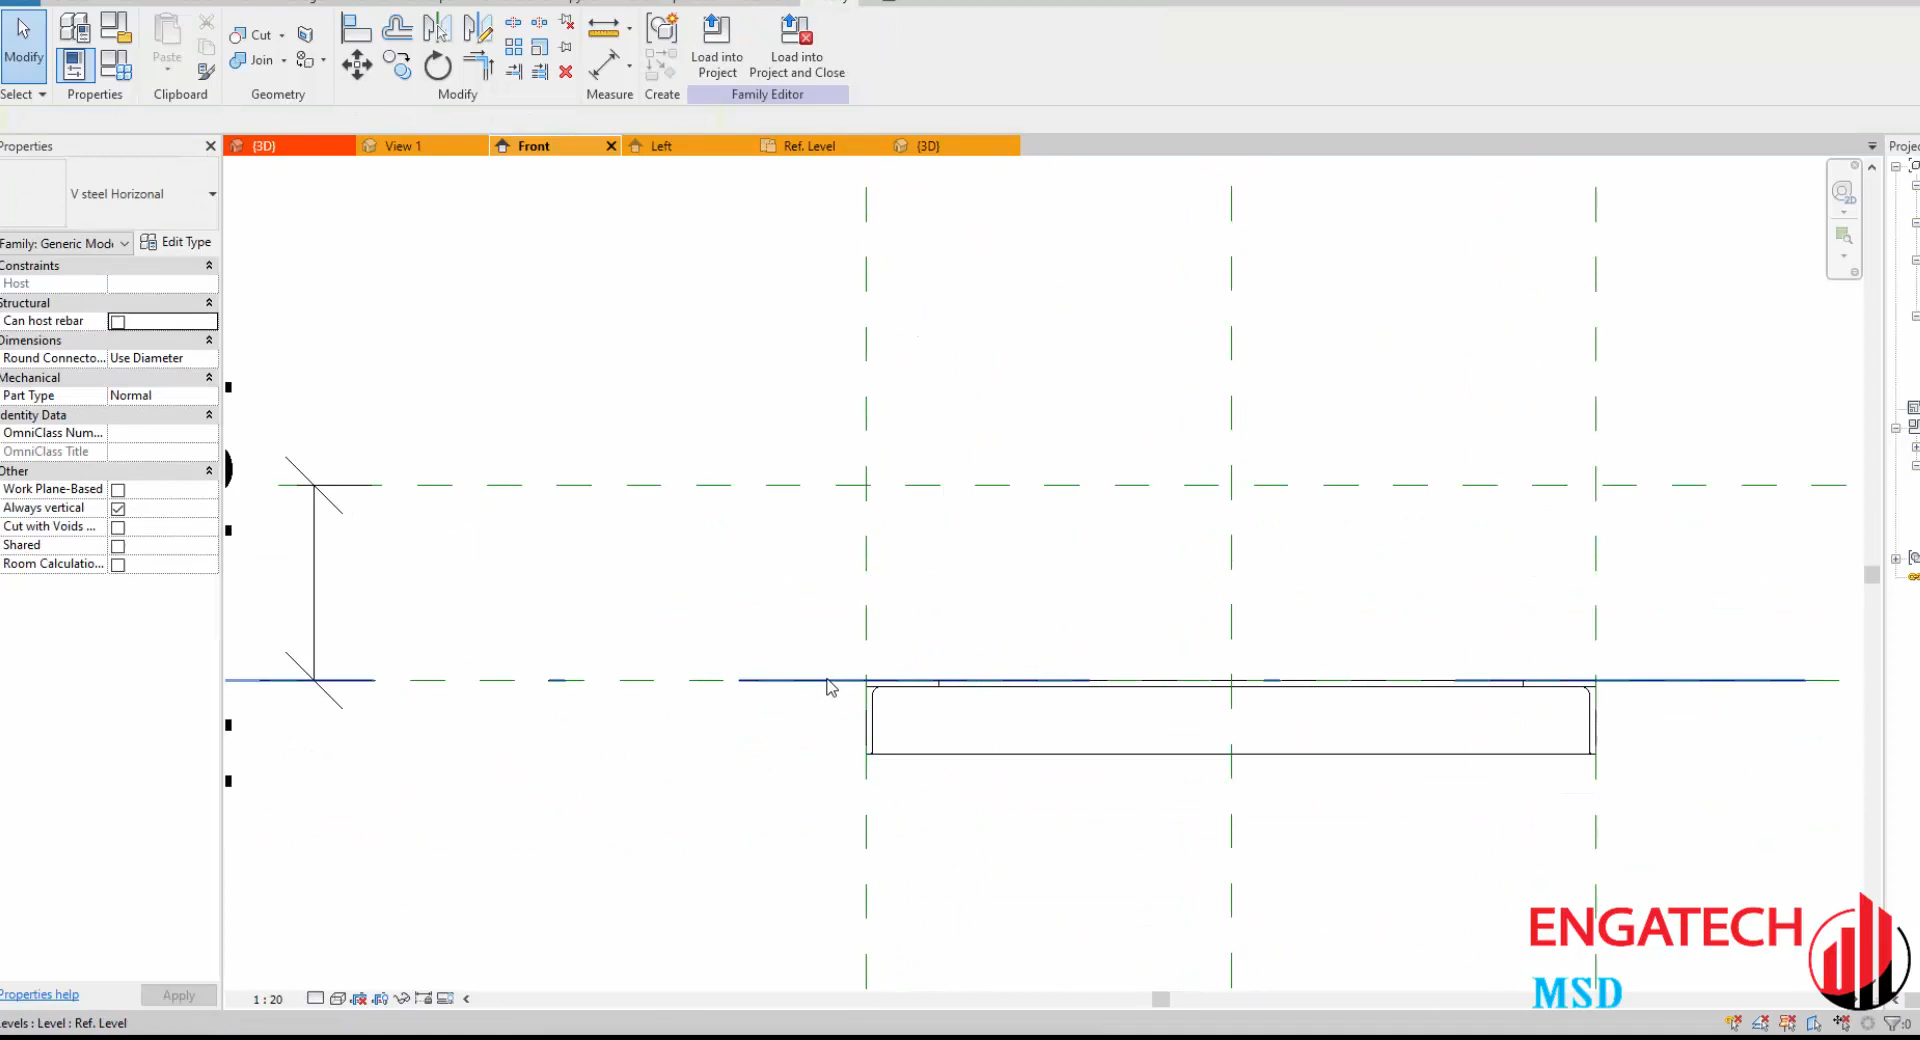 Modify
Select
Properties
Paste
Clipboard
Cut
Join
Geometry
Modify
Measure
Create
Load into
Project
Load into
Project and Close
Family Editor
Properties
{3D}
View 1
Front
Left
Ref. Level
{3D}
Projec
V steel Horizonal
Family: Generic Mode
Edit Type
Constraints
Host
Structural
Can host rebar
Dimensions
Round Connecto... Use Diameter
Mechanical
Part Type Normal
dentity Data
OmniClass Num...
OmniClass Title
Other
Work Plane-Based
Always vertical
Cut with Voids ...
Shared
Room Calculatio...
2D
ENGATECH
MSD
Properties help
Apply
1 : 20
evels : Level : Ref. Level
:0